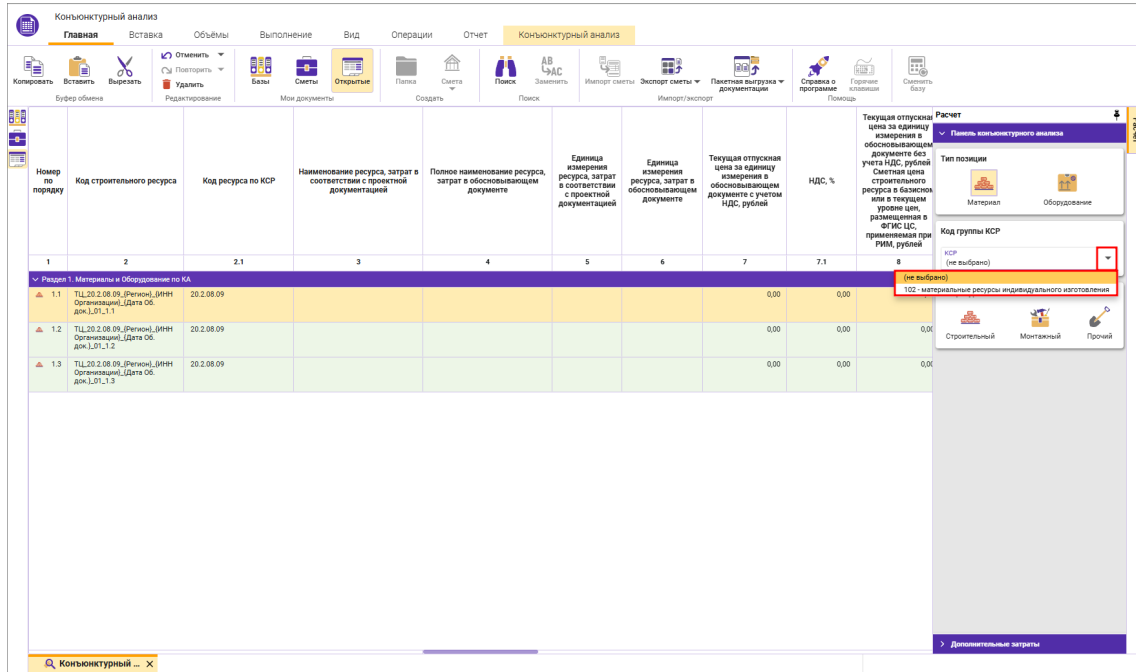 Конъюнктурный анализ
Главная Вставка Объёмы Выполнение Вид Операции Отчет Конъюнктурный анализ
Копировать Вставить Вырезать
Отменить
Повторить
Удалить
Базы Сметы Открытые Папка Смета Поиск Заменить Импорт сметы Экспорт сметы Пакетная выгрузка документации Справка о программе Горячие клавиши Сменить базу
Буфер обмена Редактирование Мои документы Создать Поиск Импорт/экспорт Помощь
Номер
по
порядку
Код строительного ресурса
Код ресурса по КСР
Наименование ресурса, затрат в
соответствии с проектной
документацией
Полное наименование ресурса,
затрат в обосновывающем
документе
Единица
измерения
ресурса, затрат
в соответствии
с проектной
документацией
Единица
измерения
ресурса, затрат в
обосновывающем
документе
Текущая отпускная
цена за единицу
измерения в
обосновывающем
документе с учетом
НДС, рублей
НДС, %
Текущая отпускная
цена за единицу
измерения в
обосновывающем
документе без
учета НДС, рублей
Сметная цена
строительного
ресурса в базисном
или в текущем
уровне цен,
размещенная в
ФГИС ЦС,
применяемая при
РИМ, рублей
1 2 2.1 3 4 5 6 7 7.1 8
Раздел 1. Материалы и Оборудование по КА
1.1 ТЦ_20.2.08.09_{Регион}_{ИНН 20.2.08.09 0,00 0,00
Организации}_{Дата Об.
док.}_01_1.1
1.2 ТЦ_20.2.08.09_{Регион}_{ИНН 20.2.08.09 0,00 0,00 0,00
Организации}_{Дата Об.
док.}_01_1.2
1.3 ТЦ_20.2.08.09_{Регион}_{ИНН 20.2.08.09 0,00 0,00 0,00
Организации}_{Дата Об.
док.}_01_1.3
Расчет
Панель конъюнктурного анализа
Тип позиции
Материал Оборудование
Код группы КСР
КСР
(не выбрано)
(не выбрано)
102 - материальные ресурсы индивидуального изготовления
Строительный Монтажный Прочий
Дополнительные затраты
Конъюнктурный ...